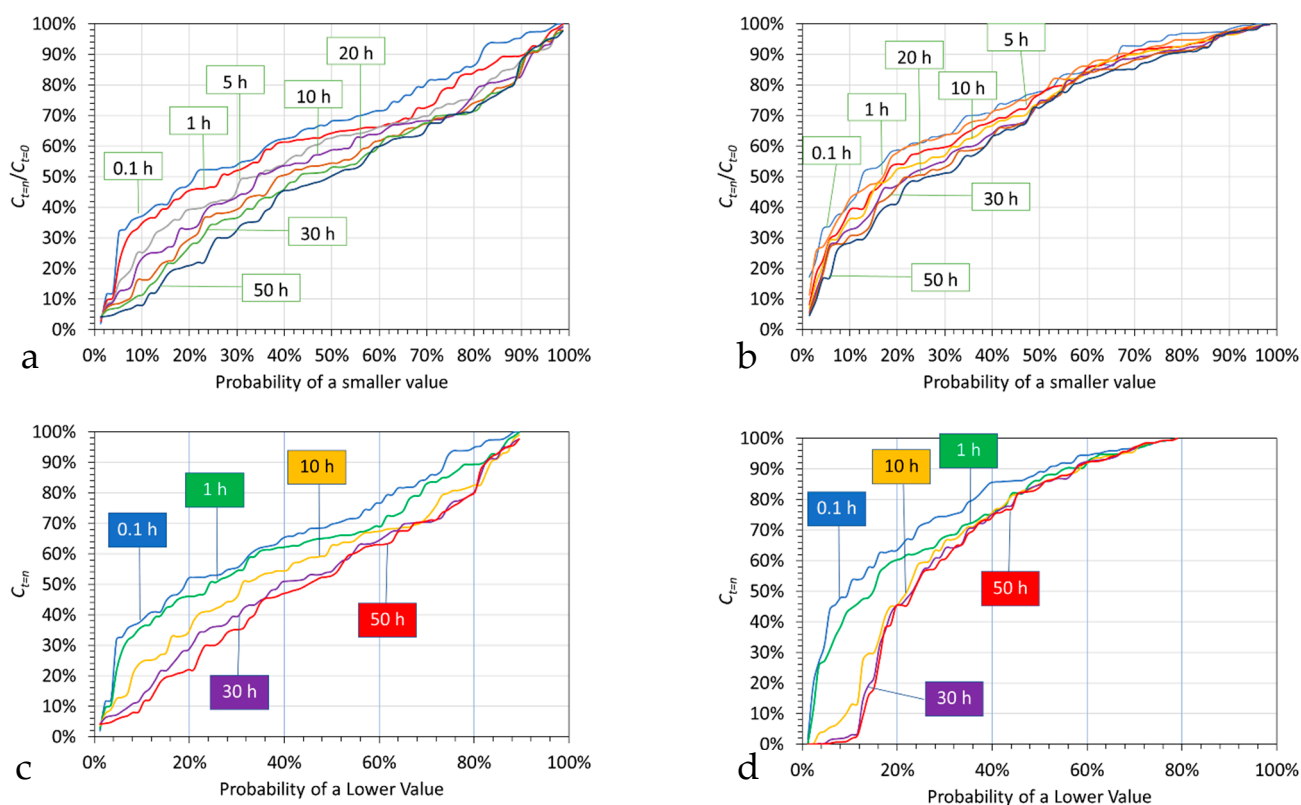 100%
90%
80%
70%
60%
50%
40%
30%
20%
10%
0%
C_{t=n}/C_{t=0}
0.1 h
1 h
5 h
10 h
20 h
30 h
50 h
0% 10% 20% 30% 40% 50% 60% 70% 80% 90% 100%
Probability of a smaller value
a
100%
90%
80%
70%
60%
50%
40%
30%
20%
10%
0%
C_{t=n}/C_{t=0}
0.1 h
1 h
20 h
10 h
5 h
30 h
50 h
0% 10% 20% 30% 40% 50% 60% 70% 80% 90% 100%
Probability of a smaller value
b
100%
90%
80%
70%
60%
50%
40%
30%
20%
10%
0%
C_{t=n}
0.1 h
1 h
10 h
30 h
50 h
0% 20% 40% 60% 80% 100%
Probability of a Lower Value
c
100%
90%
80%
70%
60%
50%
40%
30%
20%
10%
0%
C_{t=n}
0.1 h
10 h
1 h
50 h
30 h
0% 20% 40% 60% 80% 100%
Probability of a Lower Value
d